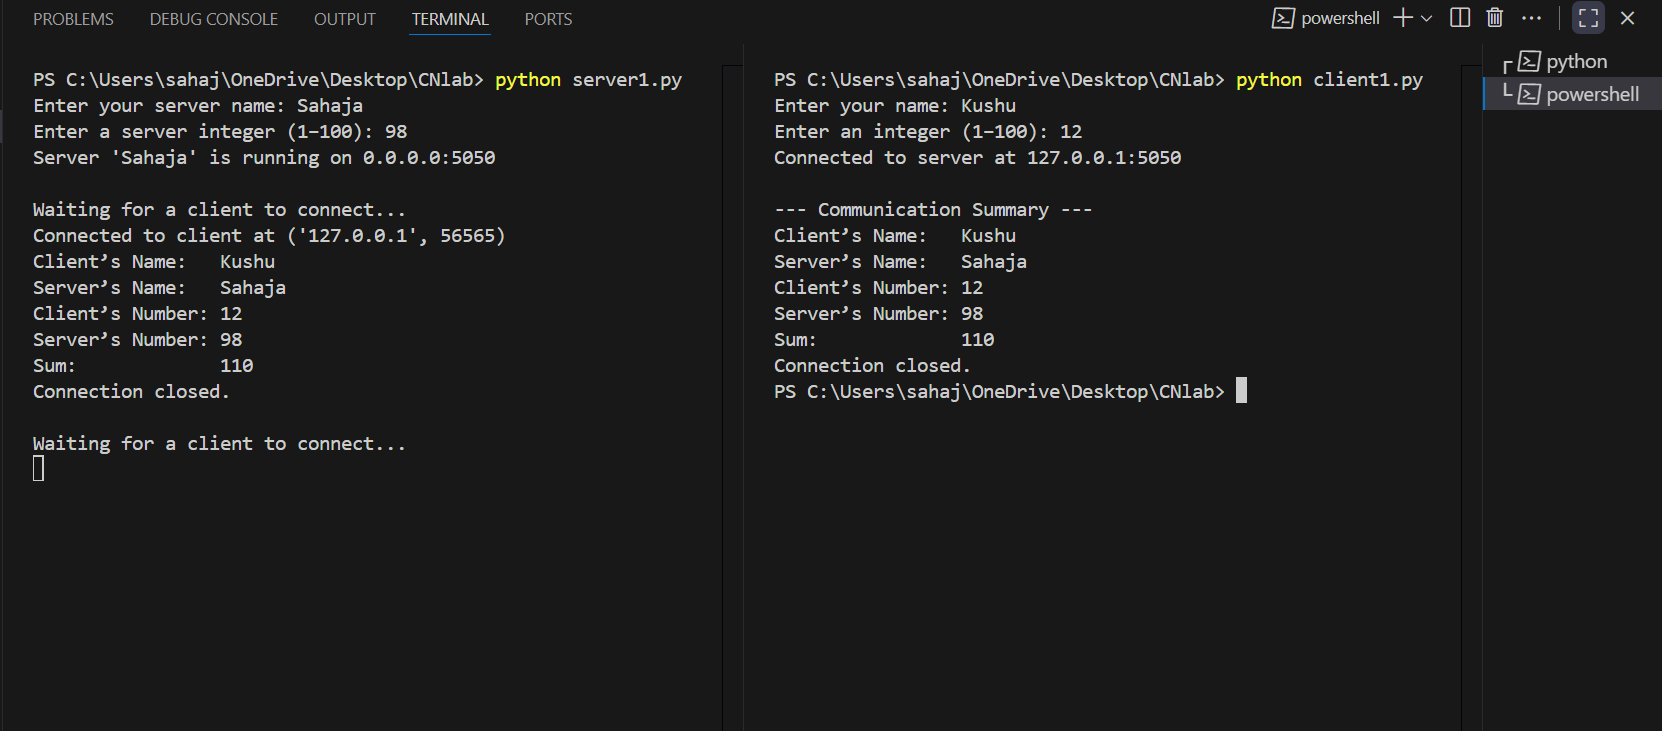 PROBLEMS DEBUG CONSOLE OUTPUT TERMINAL PORTS
powershell
PS C:\Users\sahaj\OneDrive\Desktop\CNlab> python server1.py
Enter your server name: Sahaja
Enter a server integer (1–100): 98
Server 'Sahaja' is running on 0.0.0.0:5050
Waiting for a client to connect...
Connected to client at ('127.0.0.1', 56565)
Client’s Name: Kushu
Server’s Name: Sahaja
Client’s Number: 12
Server’s Number: 98
Sum: 110
Connection closed.
Waiting for a client to connect...
PS C:\Users\sahaj\OneDrive\Desktop\CNlab> python client1.py
Enter your name: Kushu
Enter an integer (1–100): 12
Connected to server at 127.0.0.1:5050
--- Communication Summary ---
Client’s Name: Kushu
Server’s Name: Sahaja
Client’s Number: 12
Server’s Number: 98
Sum: 110
Connection closed.
PS C:\Users\sahaj\OneDrive\Desktop\CNlab>
python
powershell